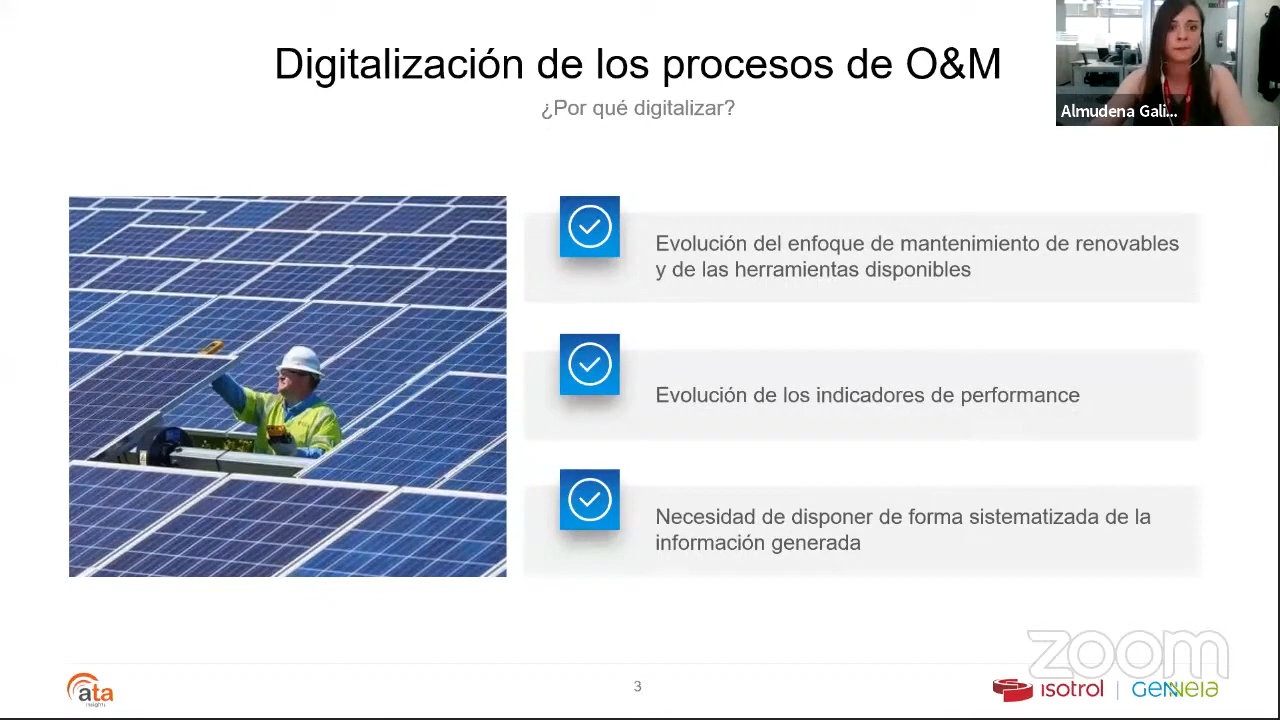 Digitalización de los procesos de O&M
¿Por qué digitalizar?
Almudena Gali...
Evolución del enfoque de mantenimiento de renovables
y de las herramientas disponibles
Evolución de los indicadores de performance
Necesidad de disponer de forma sistematizada de la
información generada
zoom
ata
insights
3
isotrol
GENNEIA